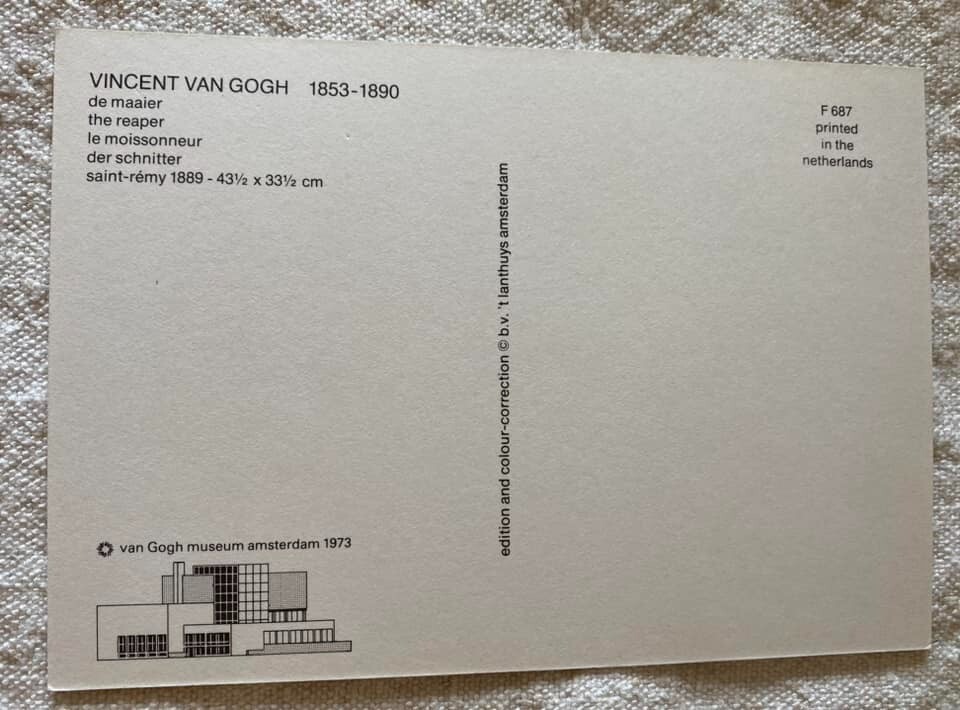 VINCENT VAN GOGH 1853-1890
de maaier
the reaper
le moissonneur
der schnitter
saint-rémy 1889 - 43½ x 33½ cm
F 687
printed
in the
netherlands
edition and colour-correction © b.v. 't lanthuys amsterdam
van Gogh museum amsterdam 1973